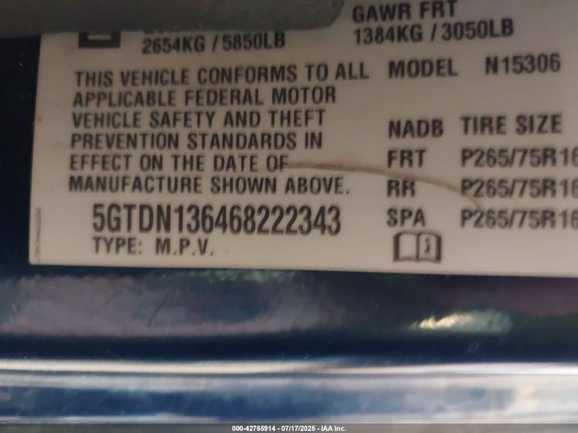 GAWR FRT
2654KG / 5850LB
1384KG / 3050LB
THIS VEHICLE CONFORMS TO ALL
APPLICABLE FEDERAL MOTOR
VEHICLE SAFETY AND THEFT
PREVENTION STANDARDS IN
EFFECT ON THE DATE OF
MANUFACTURE SHOWN ABOVE.
5GTDN136468222343
TYPE: M.P.V.
MODEL N15306
NADB TIRE SIZE
FRT P265/75R16
RR P265/75R16
SPA P265/75R16
000-42765914 - 07/17/2025 - IAA Inc.